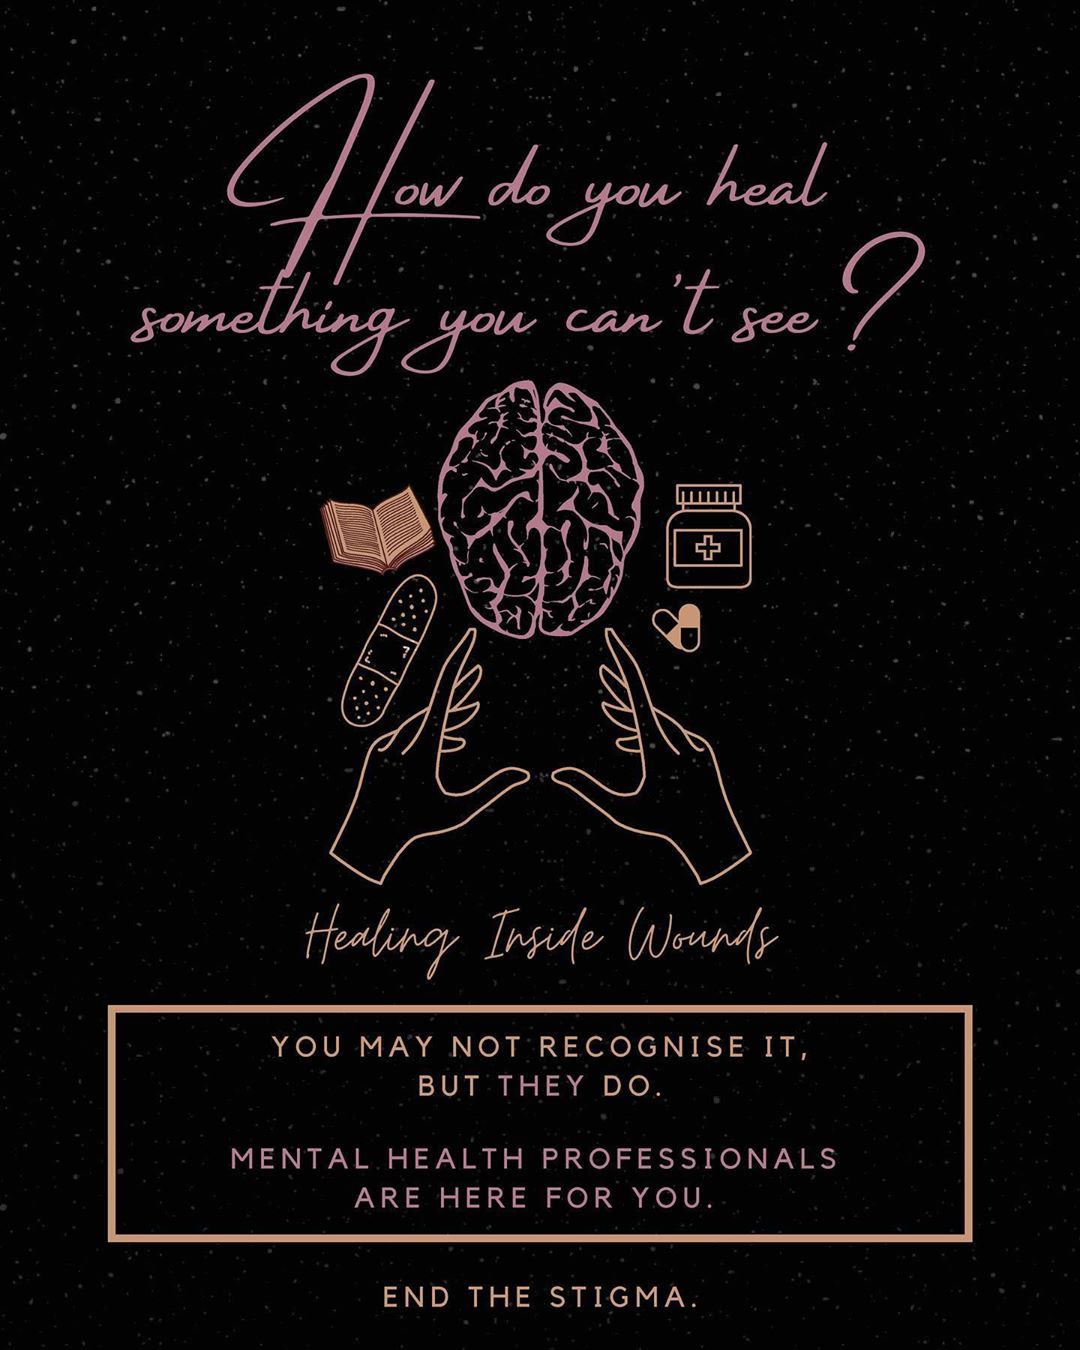 How do you heal
something you can't see?
Healing Inside Wounds
YOU MAY NOT RECOGNISE IT,
BUT THEY DO.
MENTAL HEALTH PROFESSIONALS
ARE HERE FOR YOU.
END THE STIGMA.